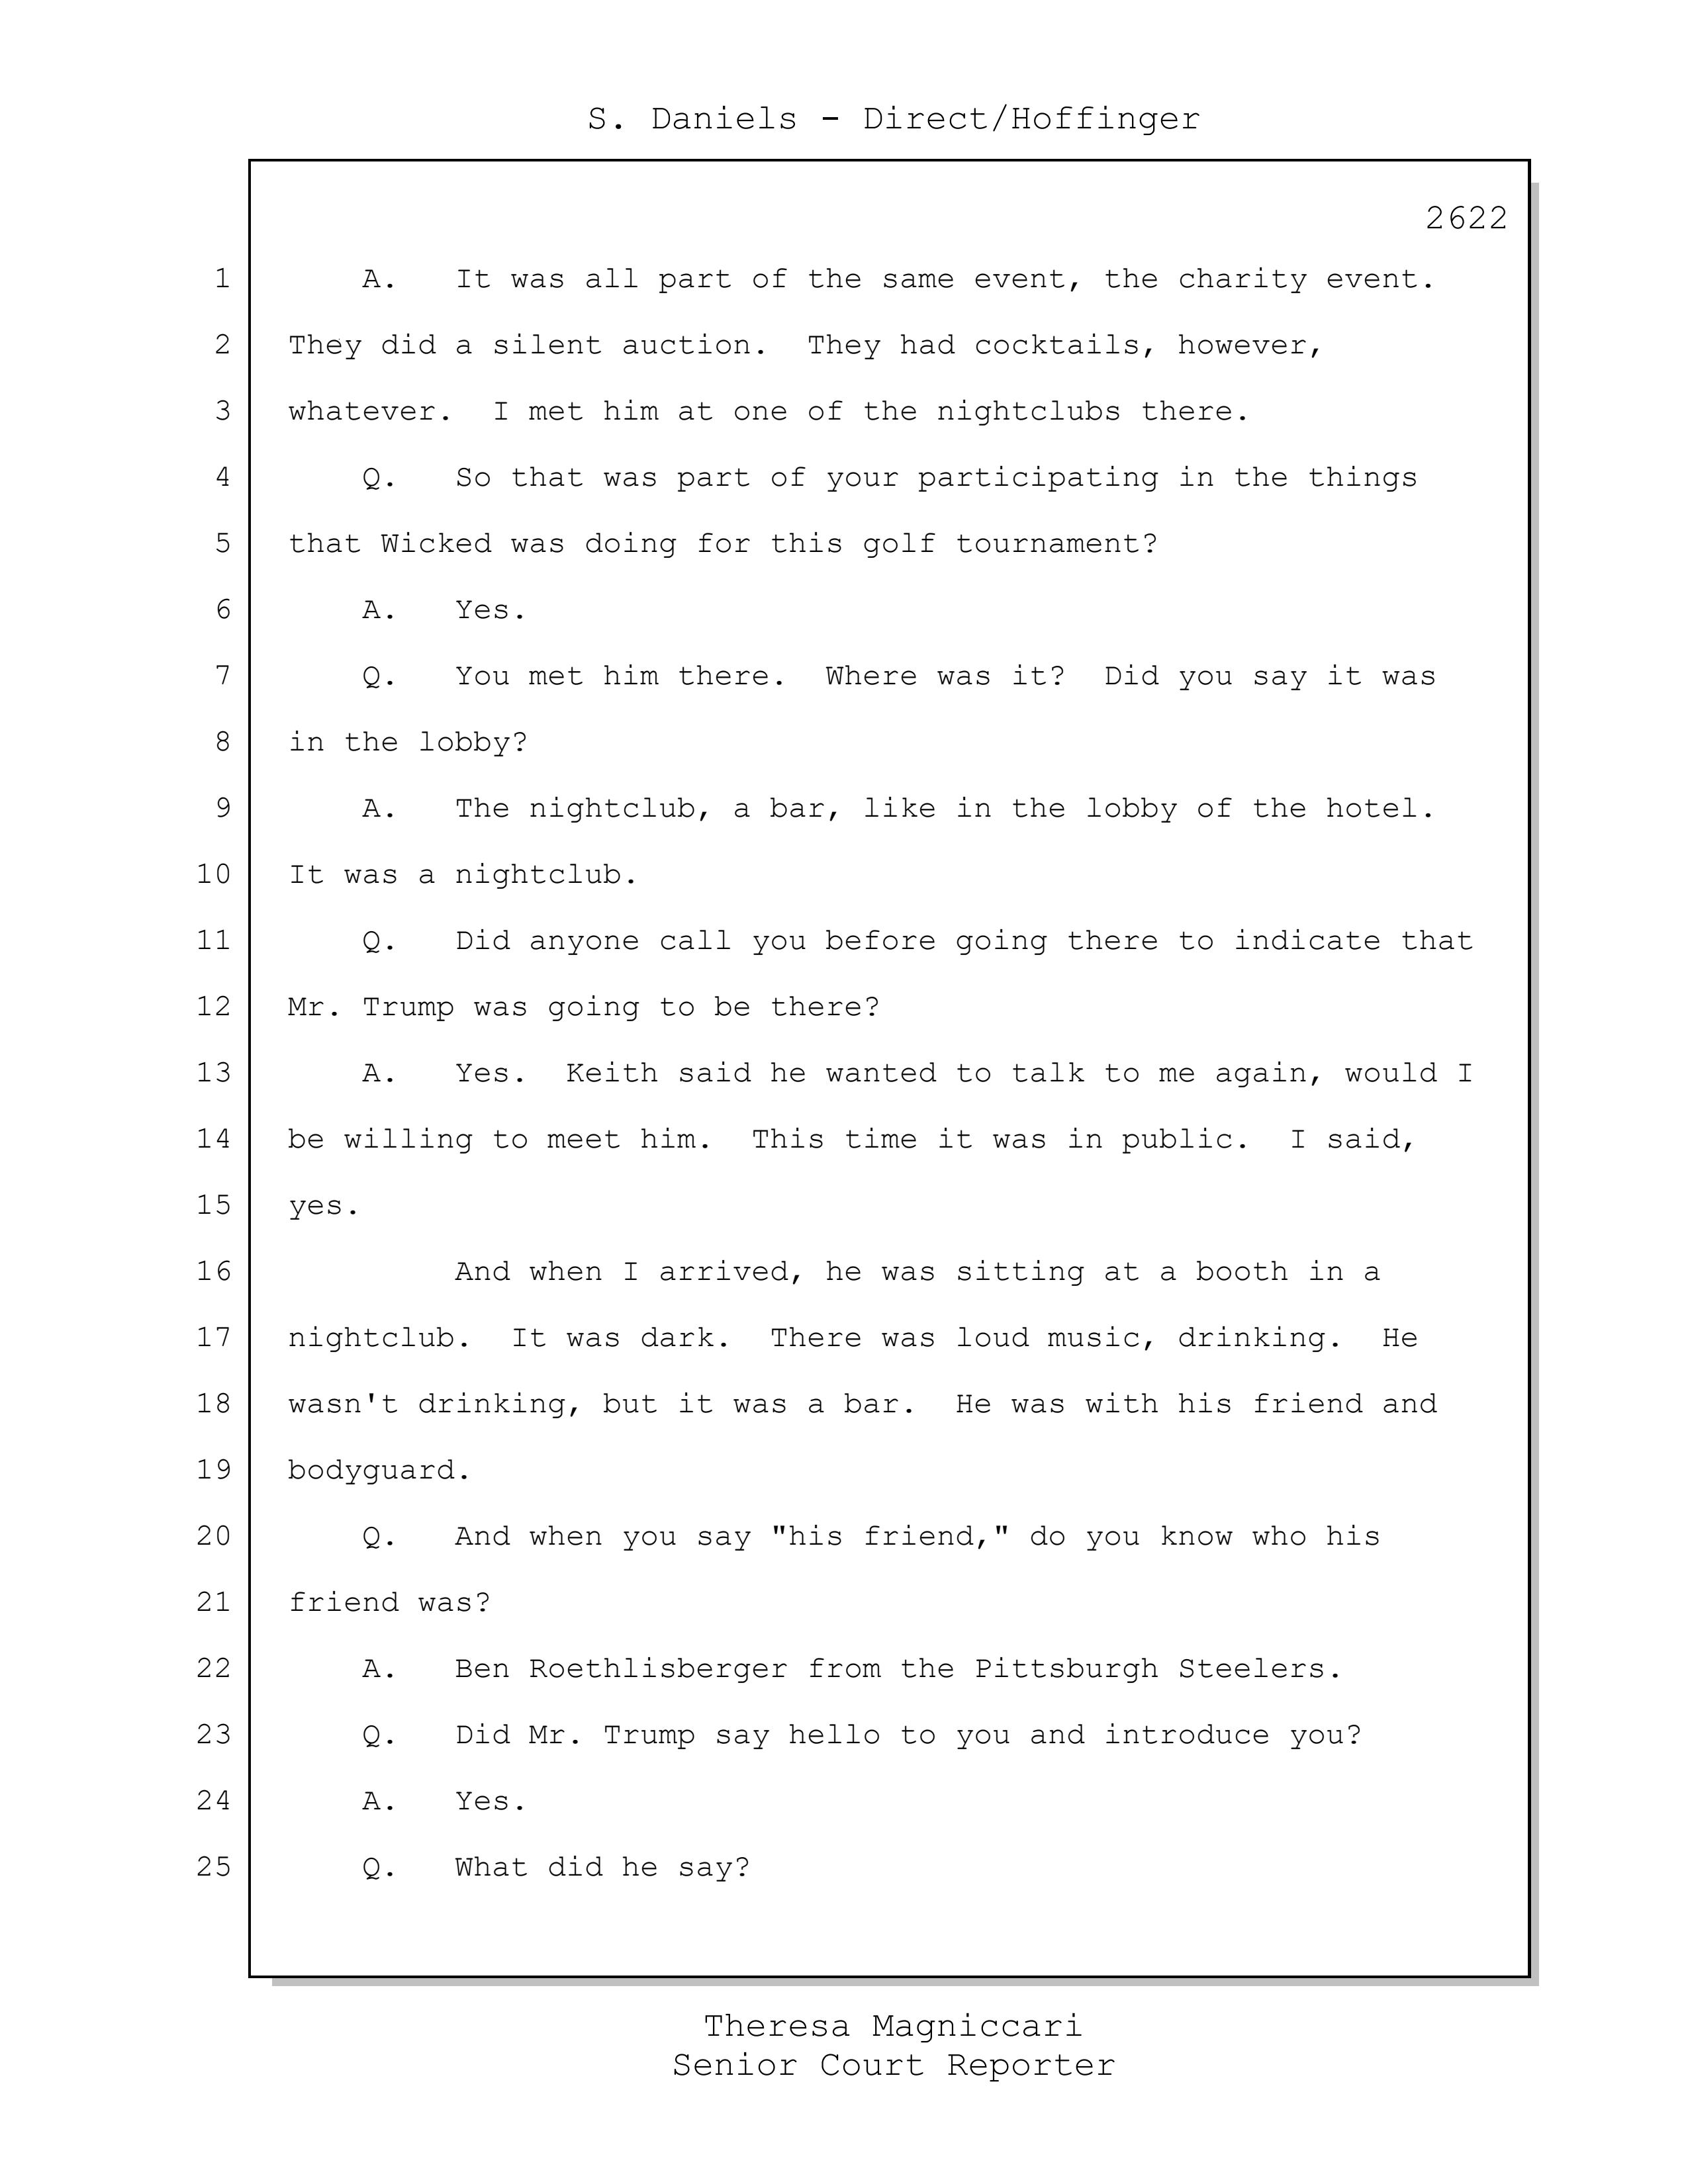 S. Daniels - Direct/Hoffinger
2622
1 A. It was all part of the same event, the charity event.
2 They did a silent auction. They had cocktails, however,
3 whatever. I met him at one of the nightclubs there.
4 Q. So that was part of your participating in the things
5 that Wicked was doing for this golf tournament?
6 A. Yes.
7 Q. You met him there. Where was it? Did you say it was
8 in the lobby?
9 A. The nightclub, a bar, like in the lobby of the hotel.
10 It was a nightclub.
11 Q. Did anyone call you before going there to indicate that
12 Mr. Trump was going to be there?
13 A. Yes. Keith said he wanted to talk to me again, would I
14 be willing to meet him. This time it was in public. I said,
15 yes.
16 And when I arrived, he was sitting at a booth in a
17 nightclub. It was dark. There was loud music, drinking. He
18 wasn't drinking, but it was a bar. He was with his friend and
19 bodyguard.
20 Q. And when you say "his friend," do you know who his
21 friend was?
22 A. Ben Roethlisberger from the Pittsburgh Steelers.
23 Q. Did Mr. Trump say hello to you and introduce you?
24 A. Yes.
25 Q. What did he say?
Theresa Magniccari
Senior Court Reporter